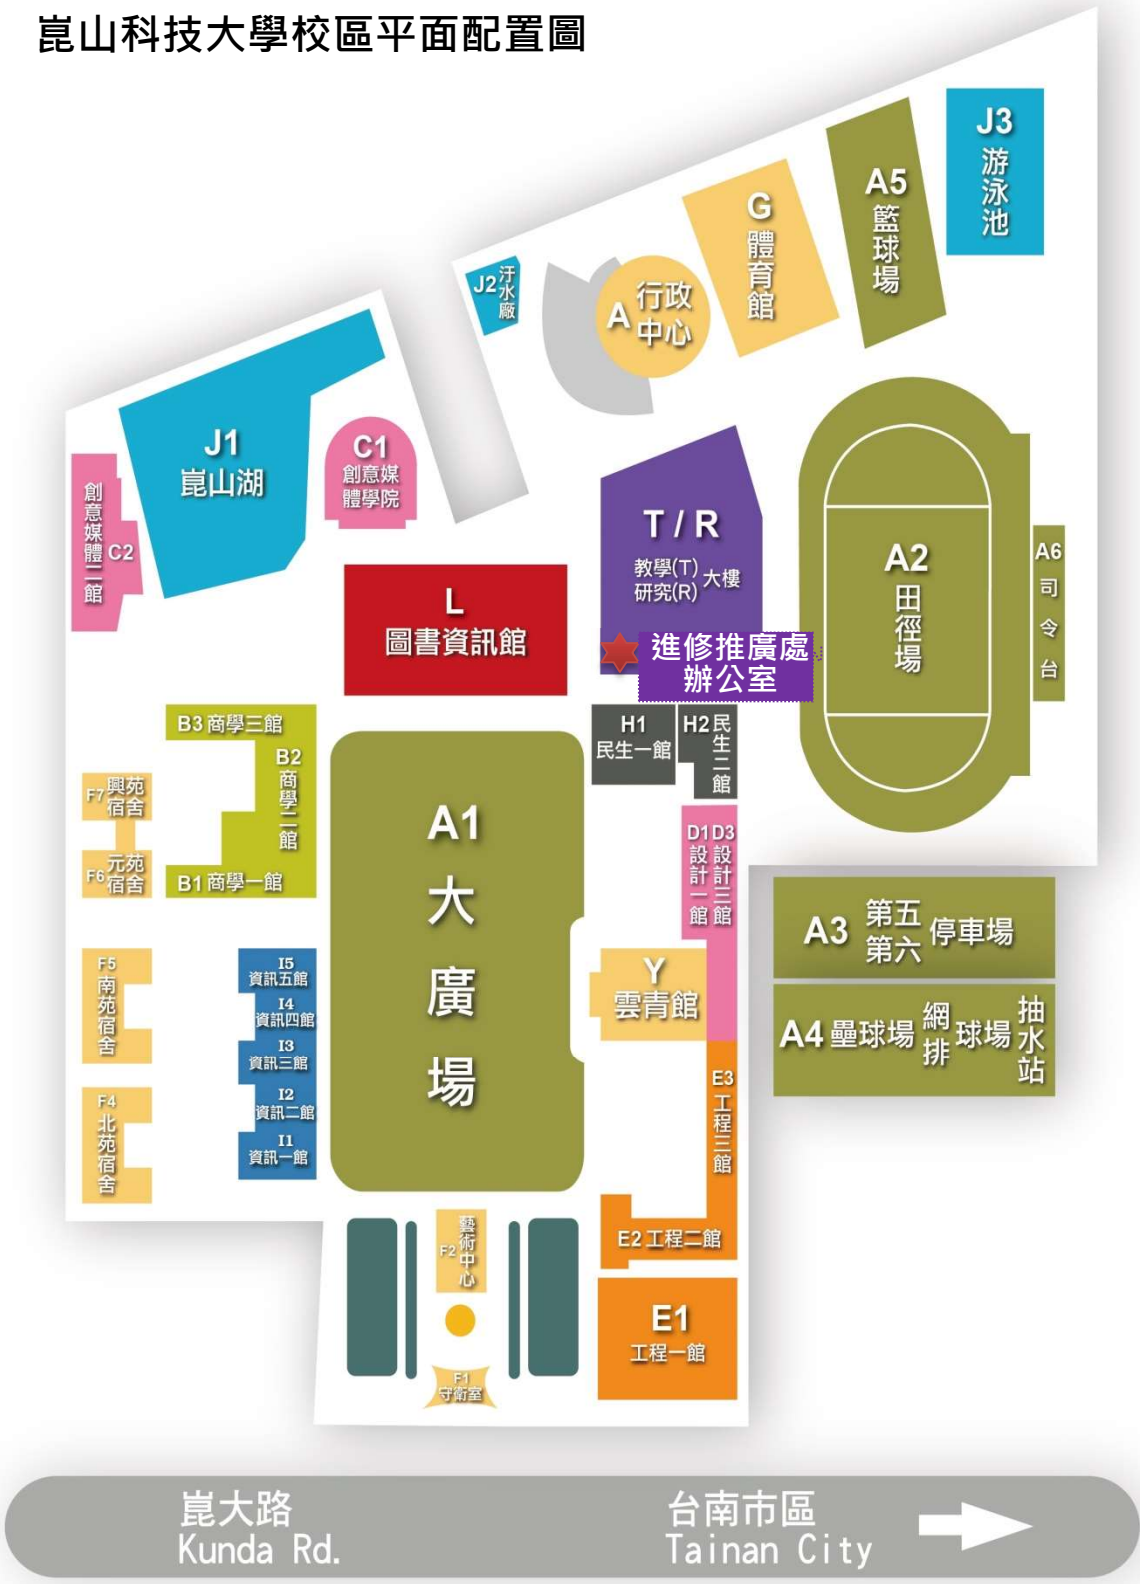 崑山科技大學校區平面配置圖
J3
游泳池
A5
籃球場
G
體育館
J2 汙水廠
A 行政
中心
J1
崑山湖
C1
創意媒
體學院
創意媒體二館
C2
T / R
教學(T)
研究(R) 大樓
A2
田徑場
A6
司令台
L
圖書資訊館
進修推廣處
辦公室
B3 商學三館
B2
商學二館
B1 商學一館
H1
民生一館
H2 民生二館
F7 興苑
宿舍
F6 元苑
宿舍
A1
大廣場
D1 設計一館
D3 設計三館
A3 第五
第六 停車場
F5
南苑宿舍
I5
資訊五館
I4
資訊四館
I3
資訊三館
I2
資訊二館
I1
資訊一館
Y
雲青館
A4 壘球場 網排 球場 抽水站
F4
北苑宿舍
E3
工程三館
E2 工程二館
F2 藝術中心
E1
工程一館
F1
守衛室
崑大路
Kunda Rd.
台南市區
Tainan City